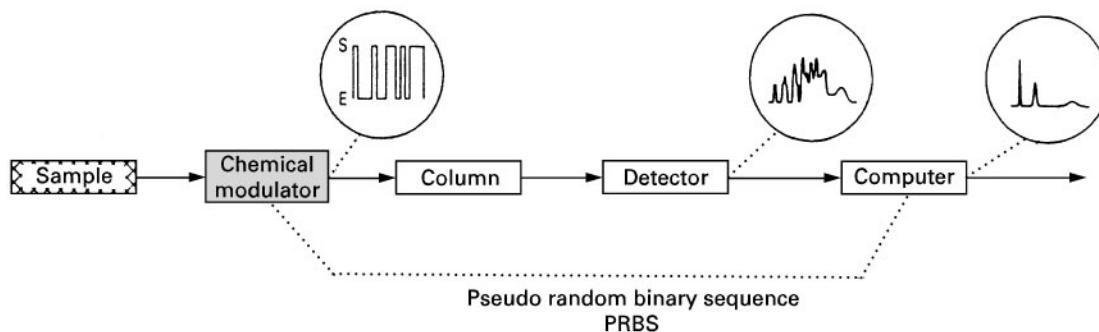 S
E
Sample
Chemical
modulator
Column
Detector
Computer
Pseudo random binary sequence
PRBS